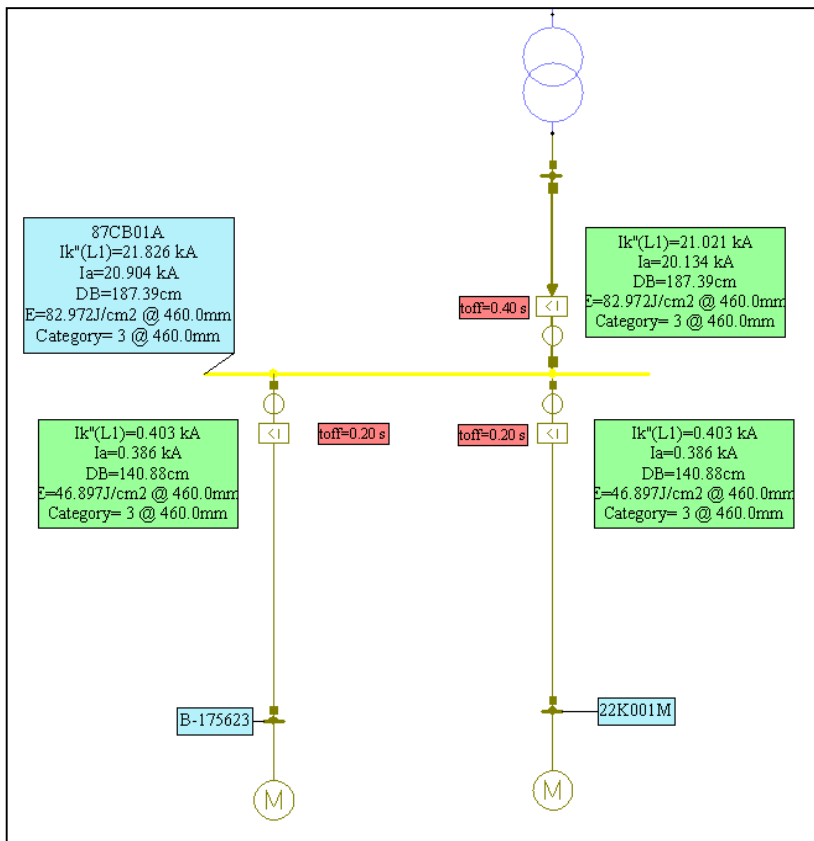 87CB01A
Ik"(L1)=21.826 kA
Ia=20.904 kA
DB=187.39cm
E=82.972J/cm2 @ 460.0mm
Category= 3 @ 460.0mm
Ik"(L1)=21.021 kA
Ia=20.134 kA
DB=187.39cm
E=82.972J/cm2 @ 460.0mm
Category= 3 @ 460.0mm
toff=0.40 s
<I
Ik"(L1)=0.403 kA
Ia=0.386 kA
DB=140.88cm
E=46.897J/cm2 @ 460.0mm
Category= 3 @ 460.0mm
<I
toff=0.20 s
toff=0.20 s
<I
Ik"(L1)=0.403 kA
Ia=0.386 kA
DB=140.88cm
E=46.897J/cm2 @ 460.0mm
Category= 3 @ 460.0mm
B-175623
22K001M
M
M